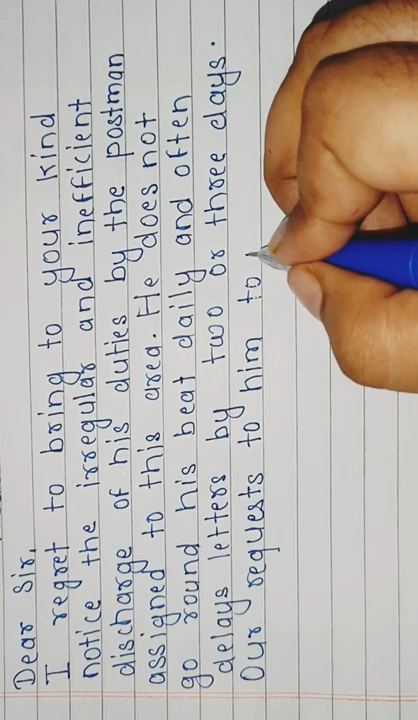 Dear Sir,
I regret to bring to your kind
notice the irregular and inefficient
discharge of his duties by the postman
assigned to this area. He does not
go round his beat daily and often
delays letters by two or three days.
Our requests to him to